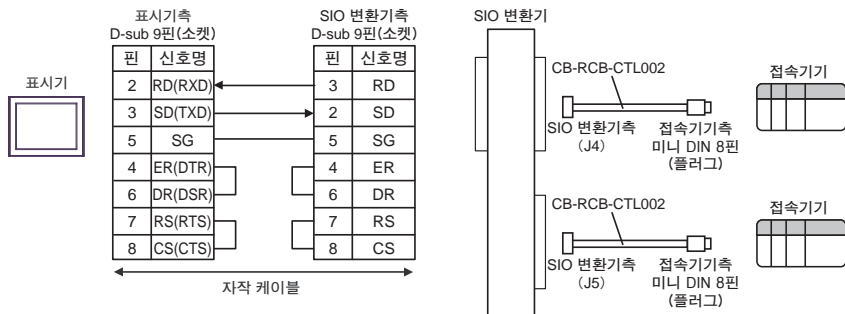 표시기
표시기측
D-sub 9핀(소켓)
핀 신호명
2 RD(RXD)
3 SD(TXD)
5 SG
4 ER(DTR)
6 DR(DSR)
7 RS(RTS)
8 CS(CTS)
SIO 변환기측
D-sub 9핀(소켓)
핀 신호명
3 RD
2 SD
5 SG
4 ER
6 DR
7 RS
8 CS
자작 케이블
SIO 변환기
CB-RCB-CTL002
SIO 변환기측
(J4)
접속기기측
미니 DIN 8핀
(플러그)
접속기기
CB-RCB-CTL002
SIO 변환기측
(J5)
접속기기측
미니 DIN 8핀
(플러그)
접속기기